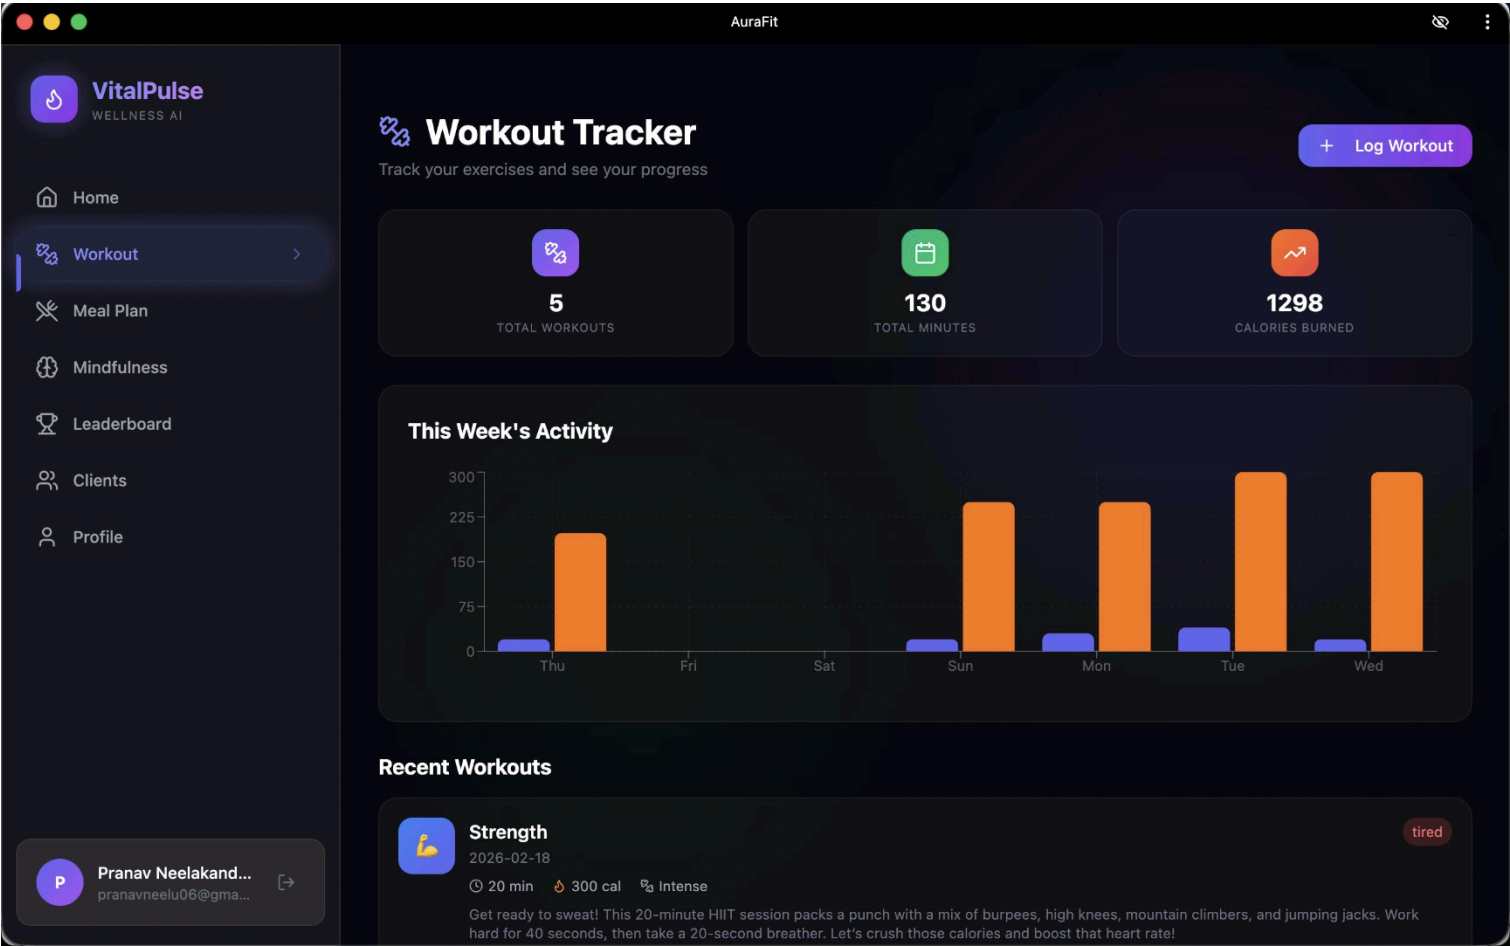 AuraFit
VitalPulse
WELLNESS AI
Home
Workout
Meal Plan
Mindfulness
Leaderboard
Clients
Profile
P
Pranav Neelakand...
pranavneelu06@gma...
Workout Tracker
Track your exercises and see your progress
+ Log Workout
5
TOTAL WORKOUTS
130
TOTAL MINUTES
1298
CALORIES BURNED
This Week's Activity
300
225
150
75
0
Thu Fri Sat Sun Mon Tue Wed
Recent Workouts
Strength
tired
2026-02-18
20 min 300 cal Intense
Get ready to sweat! This 20-minute HIIT session packs a punch with a mix of burpees, high knees, mountain climbers, and jumping jacks. Work
hard for 40 seconds, then take a 20-second breather. Let's crush those calories and boost that heart rate!